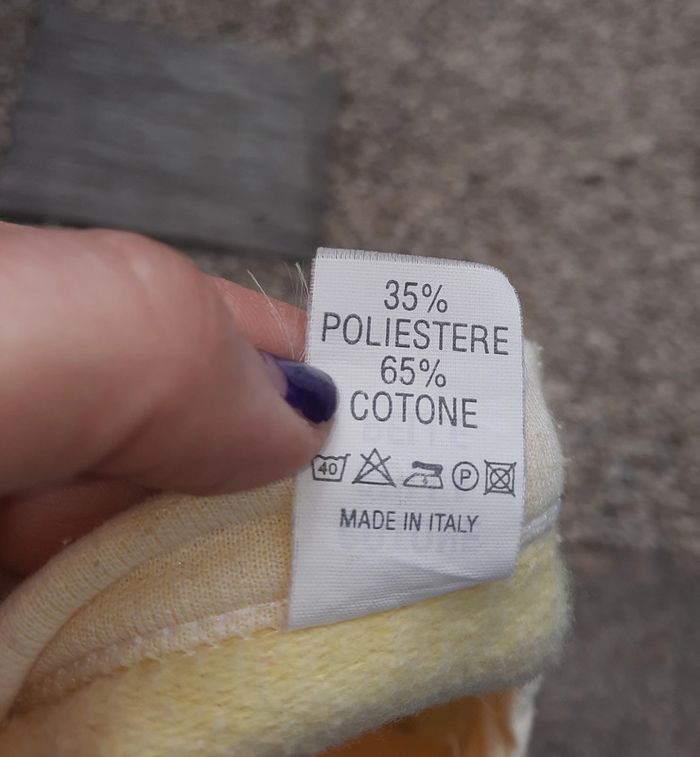 35%
POLIESTERE
65%
COTONE
40 P
MADE IN ITALY